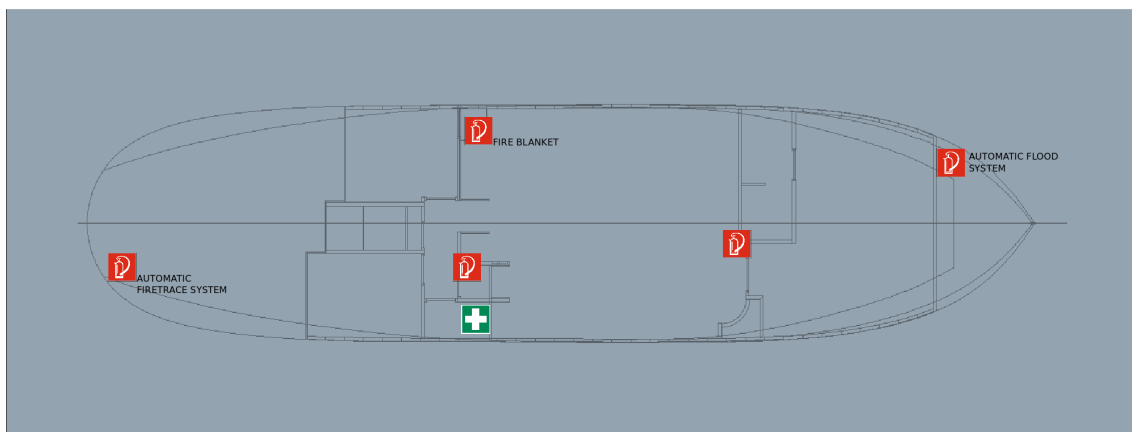 FIRE BLANKET
AUTOMATIC FLOOD
SYSTEM
AUTOMATIC
FIRETRACE SYSTEM